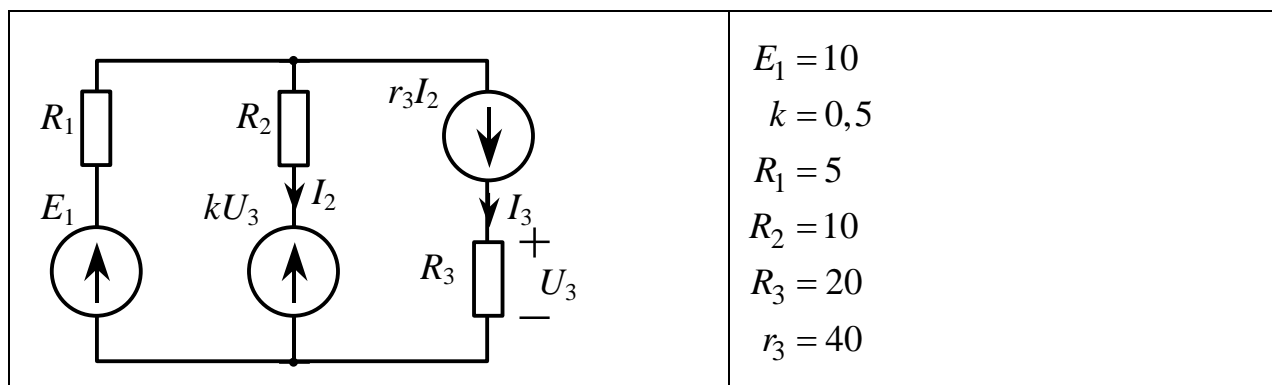 r₃I₂
R₁
R₂
E₁
kU₃
I₂
I₃
+
R₃
U₃
−
E₁ = 10
k = 0,5
R₁ = 5
R₂ = 10
R₃ = 20
r₃ = 40